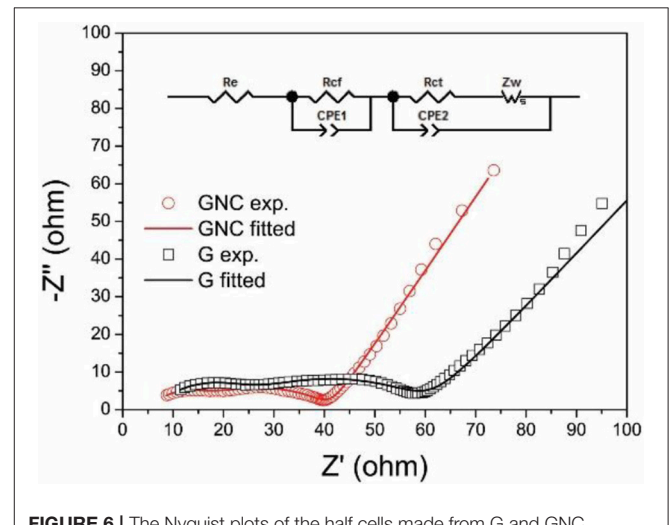 100
90
80
70
60
50
40
30
20
10
0
-Z" (ohm)
Re Rcf Rct Zw
CPE1 CPE2 s
GNC exp.
GNC fitted
G exp.
G fitted
0 10 20 30 40 50 60 70 80 90 100
Z' (ohm)
FIGURE 6 | The Nyquist plots of the half cells made from G and GNC